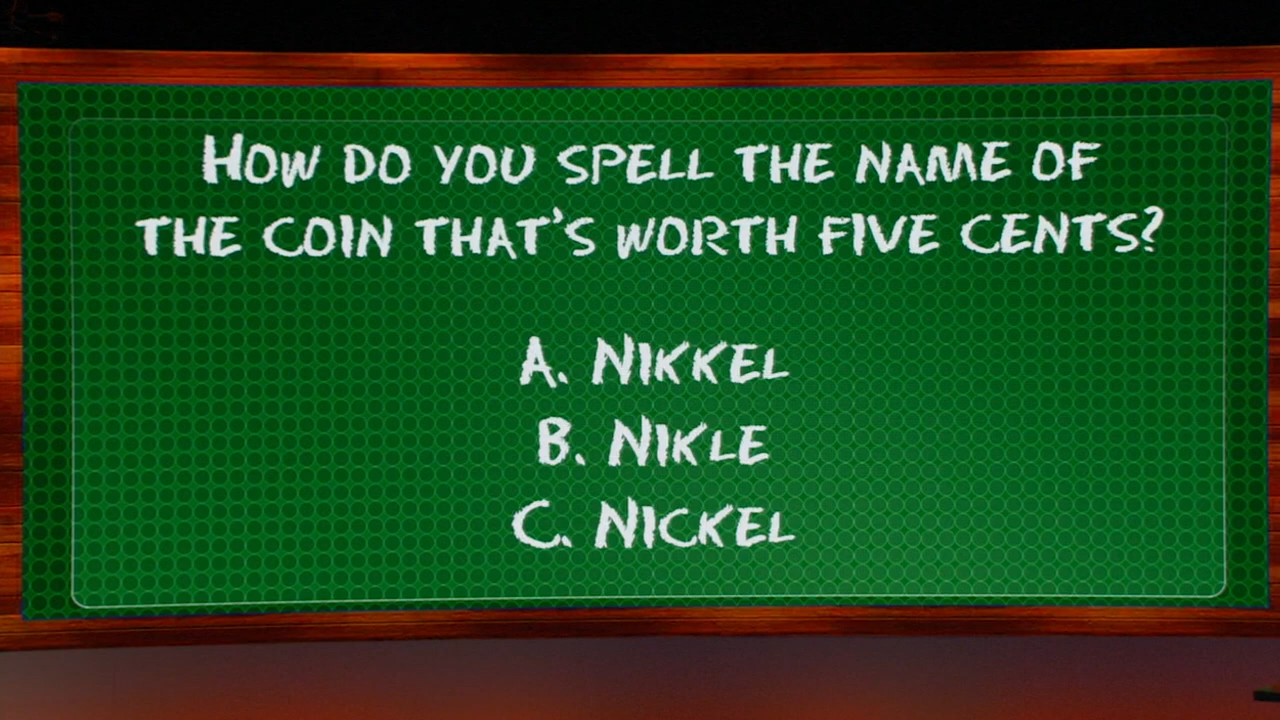 How do you spell the name of
the coin that's worth five cents?
A. Nikkel
B. Nikle
C. Nickel